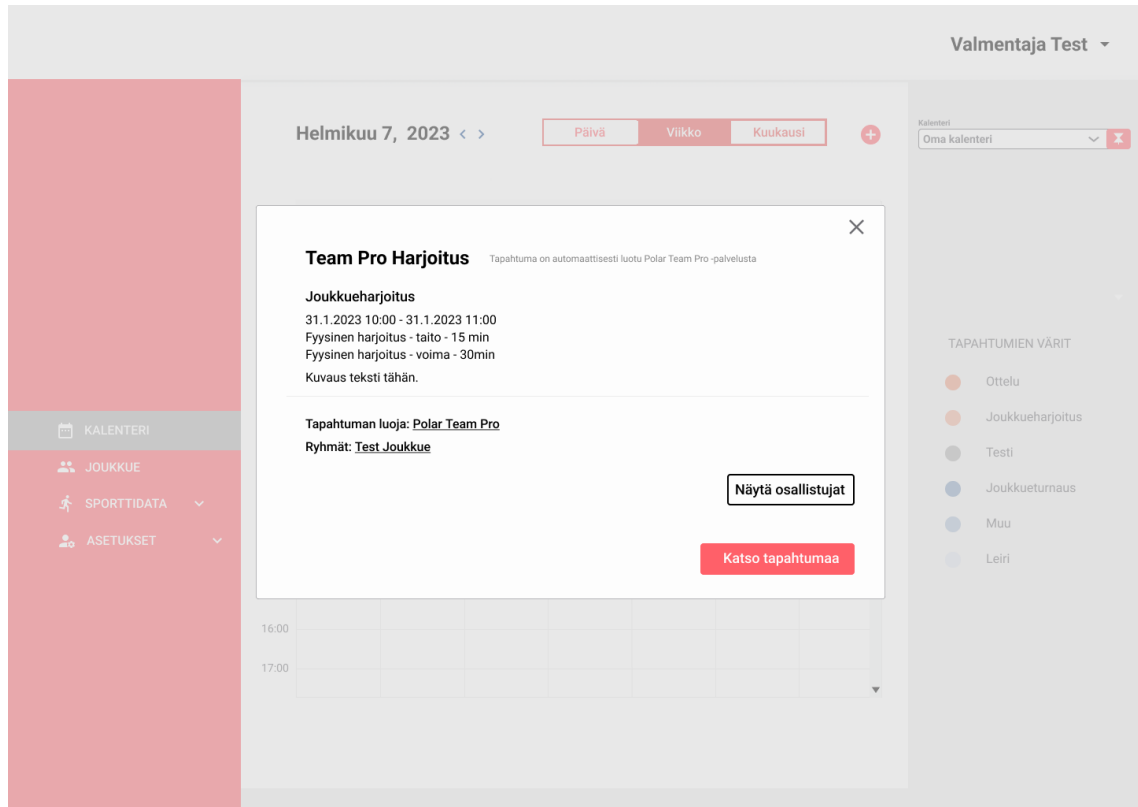 Valmentaja Test
Helmikuu 7, 2023 < >
Päivä
Viikko
Kuukausi
Kalenteri
Oma kalenteri
Team Pro Harjoitus
Tapahtuma on automaattisesti luotu Polar Team Pro -palvelusta
Joukkueharjoitus
31.1.2023 10:00 - 31.1.2023 11:00
Fyysinen harjoitus - taito - 15 min
Fyysinen harjoitus - voima - 30min
Kuvaus teksti tähän.
Tapahtuman luoja: Polar Team Pro
Ryhmät: Test Joukkue
Näytä osallistujat
Katso tapahtumaa
KALENTERI
JOUKKUE
SPORTTIDATA
ASETUKSET
TAPAHTUMIEN VÄRIT
Ottelu
Joukkueharjoitus
Testi
Joukkueturnaus
Muu
Leiri
16:00
17:00